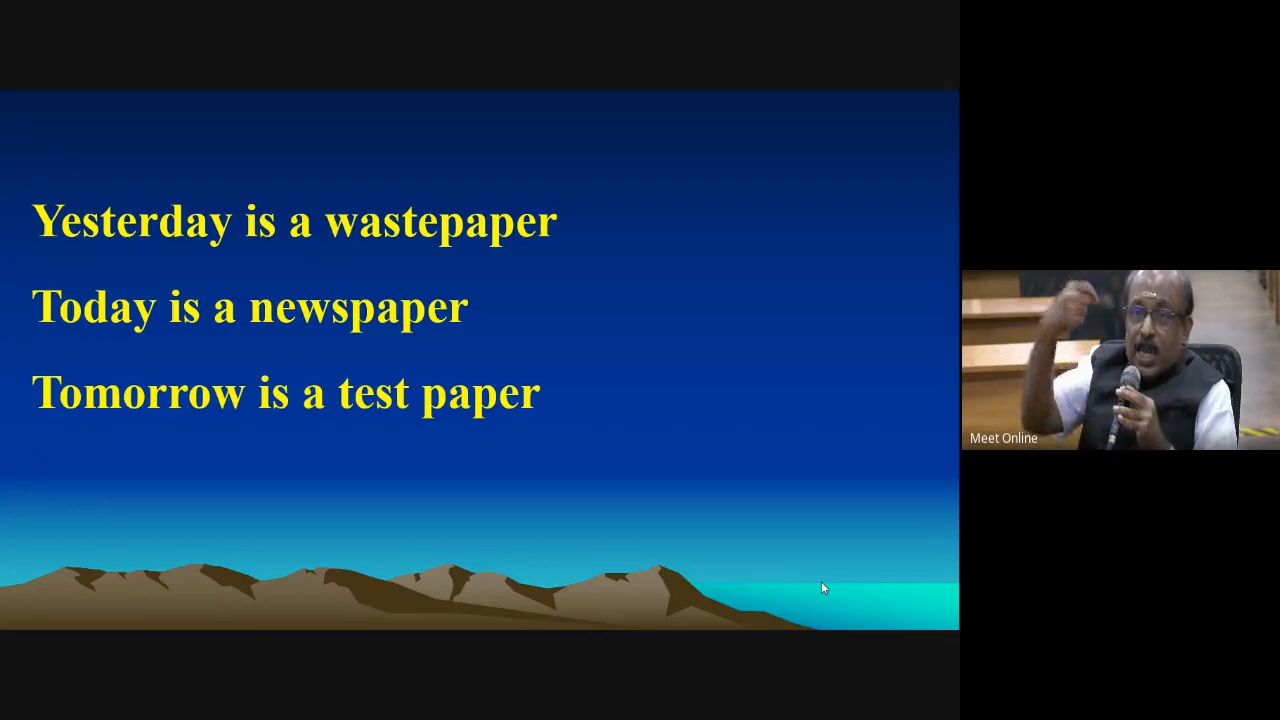 Yesterday is a wastepaper
Today is a newspaper
Tomorrow is a test paper
Meet Online